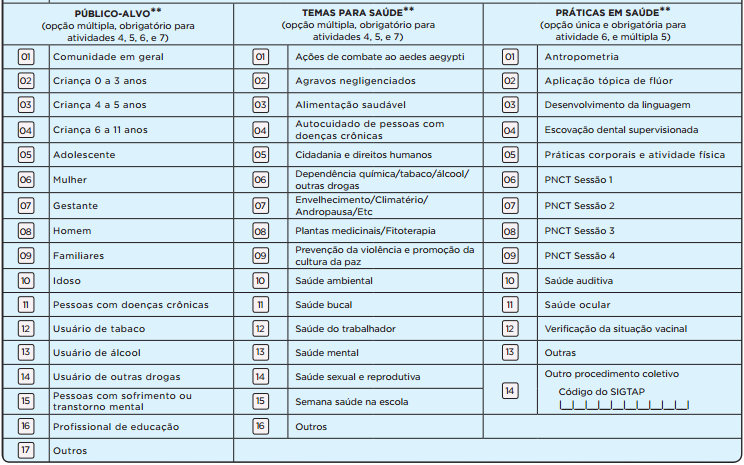 PÚBLICO-ALVO**
(opção múltipla, obrigatório para
atividades 4, 5, 6, e 7)
TEMAS PARA SAÚDE**
(opção múltipla, obrigatório para
atividades 4, 5, e 7)
PRÁTICAS EM SAÚDE**
(opção única e obrigatória para
atividade 6, e múltipla 5)
01 Comunidade em geral 01 Ações de combate ao aedes aegypti 01 Antropometria
02 Criança 0 a 3 anos 02 Agravos negligenciados 02 Aplicação tópica de flúor
03 Criança 4 a 5 anos 03 Alimentação saudável 03 Desenvolvimento da linguagem
04 Criança 6 a 11 anos 04 Autocuidado de pessoas com
doenças crônicas 04 Escovação dental supervisionada
05 Adolescente 05 Cidadania e direitos humanos 05 Práticas corporais e atividade física
06 Mulher 06 Dependência química/tabaco/álcool/
outras drogas 06 PNCT Sessão 1
07 Gestante 07 Envelhecimento/Climatério/
Andropausa/Etc 07 PNCT Sessão 2
08 Homem 08 Plantas medicinais/Fitoterapia 08 PNCT Sessão 3
09 Familiares 09 Prevenção da violência e promoção da
cultura da paz 09 PNCT Sessão 4
10 Idoso 10 Saúde ambiental 10 Saúde auditiva
11 Pessoas com doenças crônicas 11 Saúde bucal 11 Saúde ocular
12 Usuário de tabaco 12 Saúde do trabalhador 12 Verificação da situação vacinal
13 Usuário de álcool 13 Saúde mental 13 Outras
14 Usuário de outras drogas 14 Saúde sexual e reprodutiva 14 Outro procedimento coletivo
Código do SIGTAP
15 Pessoas com sofrimento ou
transtorno mental 15 Semana saúde na escola
16 Profissional de educação 16 Outros
17 Outros